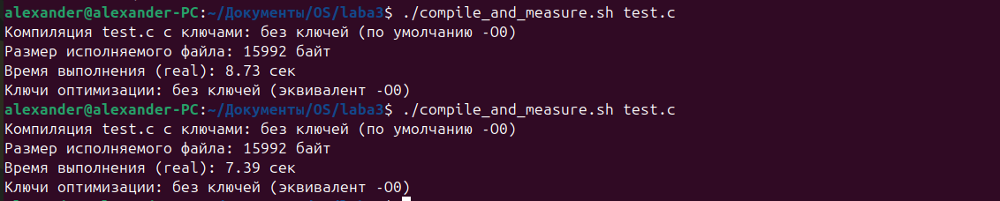 alexander@alexander-PC:~/Документы/OS/laba3$ ./compile_and_measure.sh test.c
Компиляция test.c с ключами: без ключей (по умолчанию -O0)
Размер исполняемого файла: 15992 байт
Время выполнения (real): 8.73 сек
Ключи оптимизации: без ключей (эквивалент -O0)
alexander@alexander-PC:~/Документы/OS/laba3$ ./compile_and_measure.sh test.c
Компиляция test.c с ключами: без ключей (по умолчанию -O0)
Размер исполняемого файла: 15992 байт
Время выполнения (real): 7.39 сек
Ключи оптимизации: без ключей (эквивалент -O0)